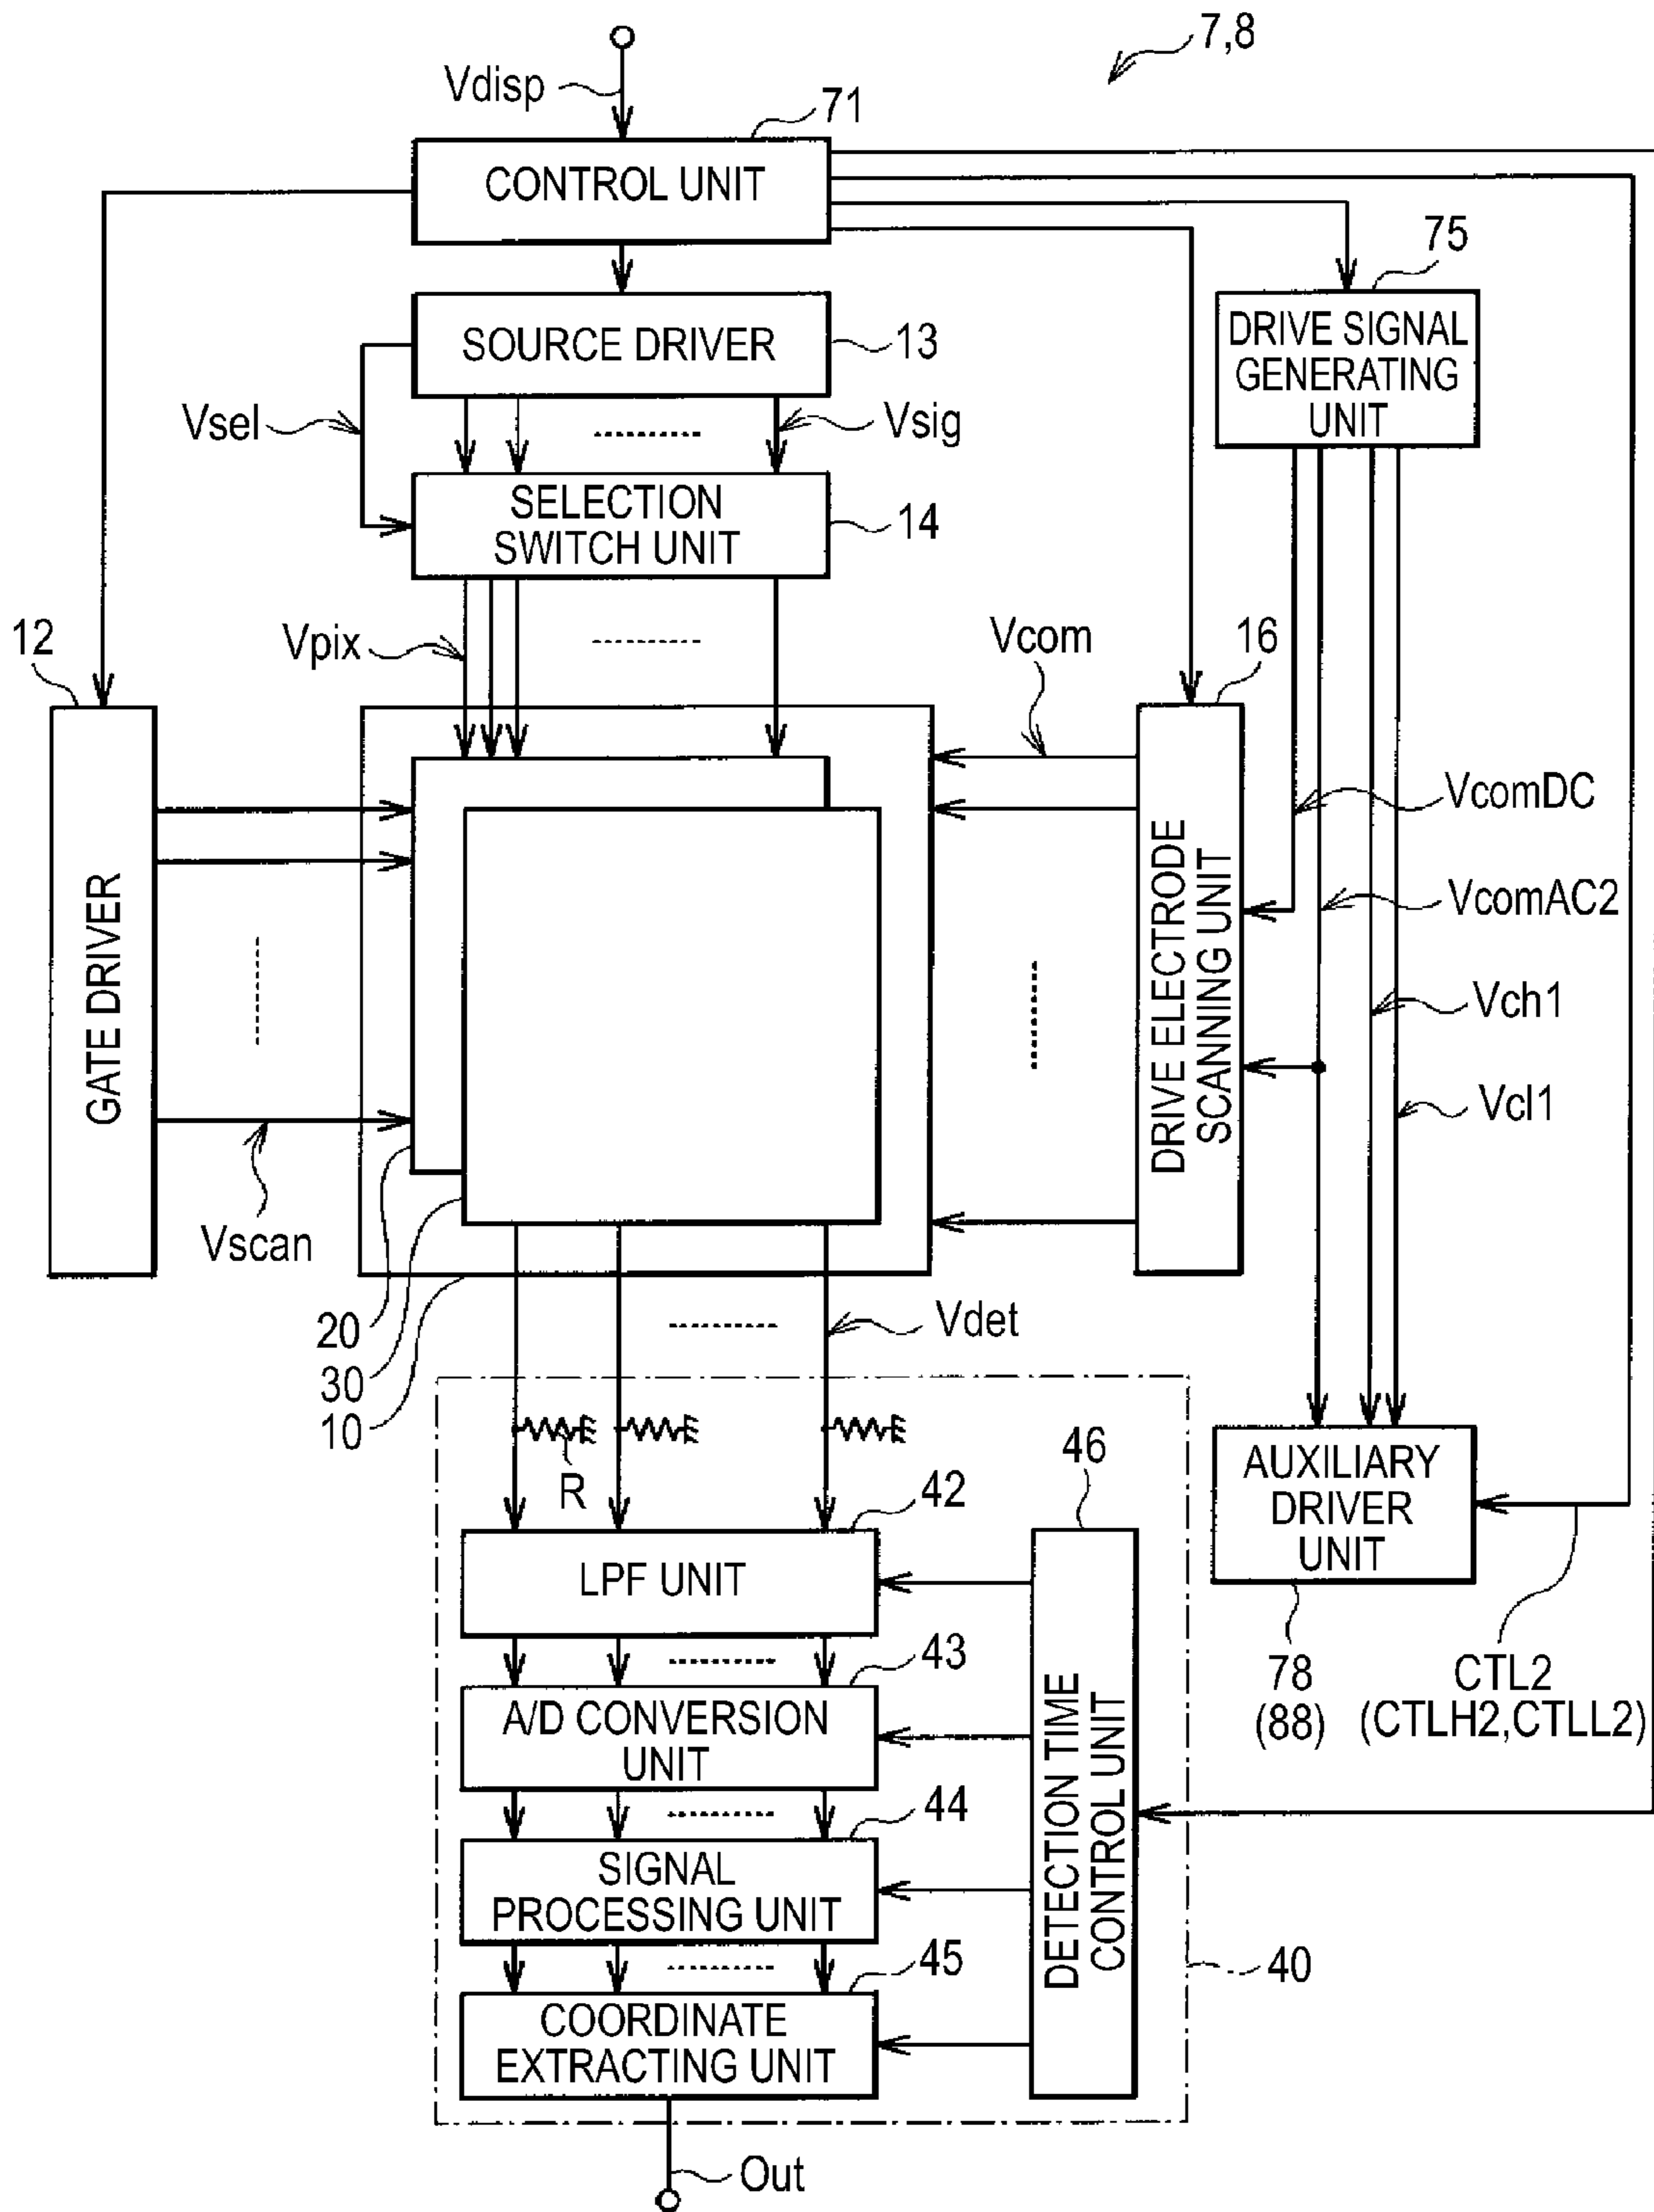 7,8
Vdisp
71
CONTROL UNIT
75
SOURCE DRIVER
13
DRIVE SIGNAL
GENERATING
UNIT
Vsel
Vsig
SELECTION
SWITCH UNIT
14
12
Vpix
Vcom
16
GATE DRIVER
DRIVE ELECTRODE
SCANNING UNIT
VcomDC
VcomAC2
Vch1
Vcl1
Vscan
20
30
10
Vdet
R
42
46
LPF UNIT
AUXILIARY
DRIVER
UNIT
78
(88)
CTL2
(CTLH2,CTLL2)
43
A/D CONVERSION
UNIT
DETECTION TIME
CONTROL UNIT
44
SIGNAL
PROCESSING UNIT
45
40
COORDINATE
EXTRACTING UNIT
Out